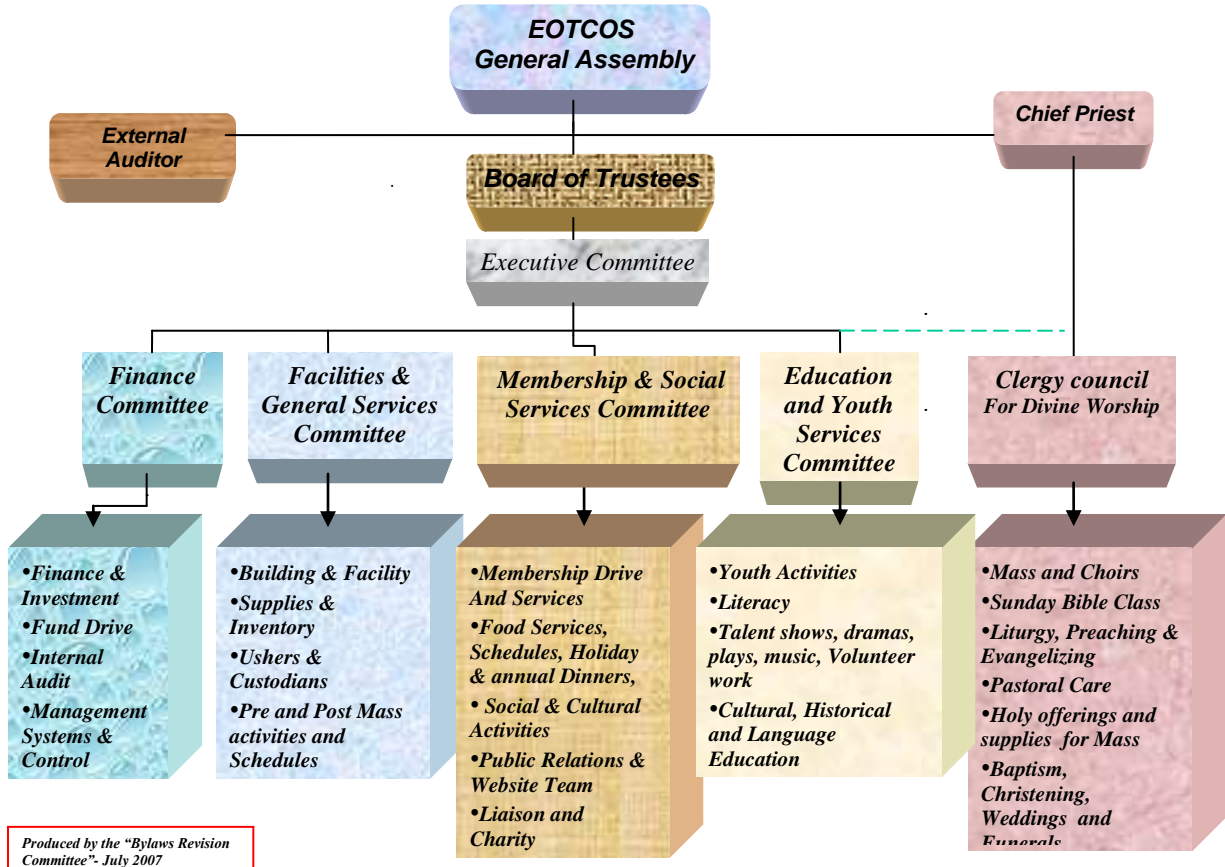 EOTCOS
General Assembly
External
Auditor
Chief Priest
Board of Trustees
Executive Committee
Finance
Committee
Facilities &
General Services
Committee
Membership & Social
Services Committee
Education
and Youth
Services
Committee
Clergy council
For Divine Worship
•Finance &
Investment
•Fund Drive
•Internal
Audit
•Management
Systems &
Control
•Building & Facility
•Supplies &
Inventory
•Ushers &
Custodians
•Pre and Post Mass
activities and
Schedules
•Membership Drive
And Services
•Food Services,
Schedules, Holiday
& annual Dinners,
• Social & Cultural
Activities
•Public Relations &
Website Team
•Liaison and
Charity
•Youth Activities
•Literacy
•Talent shows, dramas,
plays, music, Volunteer
work
•Cultural, Historical
and Language
Education
•Mass and Choirs
•Sunday Bible Class
•Liturgy, Preaching &
Evangelizing
•Pastoral Care
•Holy offerings and
supplies for Mass
•Baptism,
Christening,
Weddings and
Funerals
Produced by the “Bylaws Revision
Committee”- July 2007